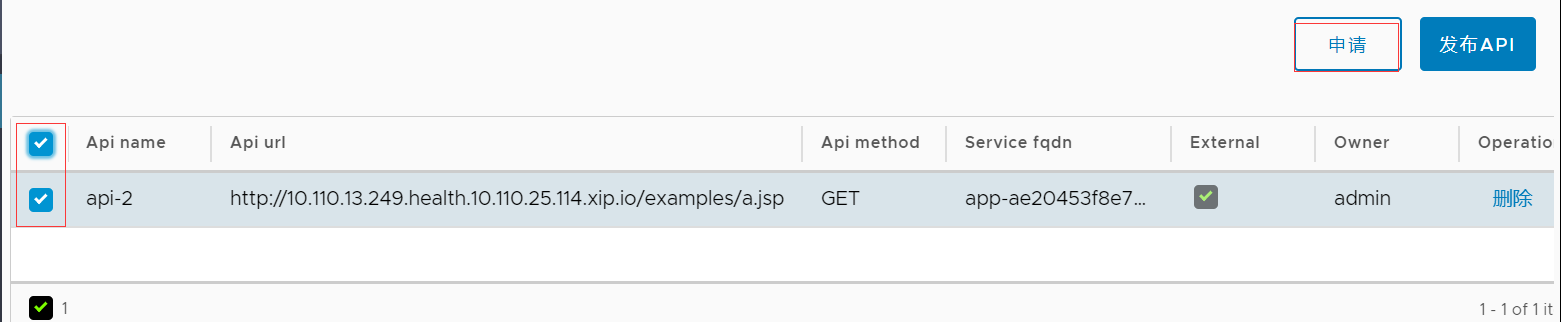 申请 发布API
Api name Api url Api method Service fqdn External Owner Operatio
api-2 http://10.110.13.249.health.10.110.25.114.xip.io/examples/a.jsp GET app-ae20453f8e7... admin 删除
1 1 - 1 of 1 it